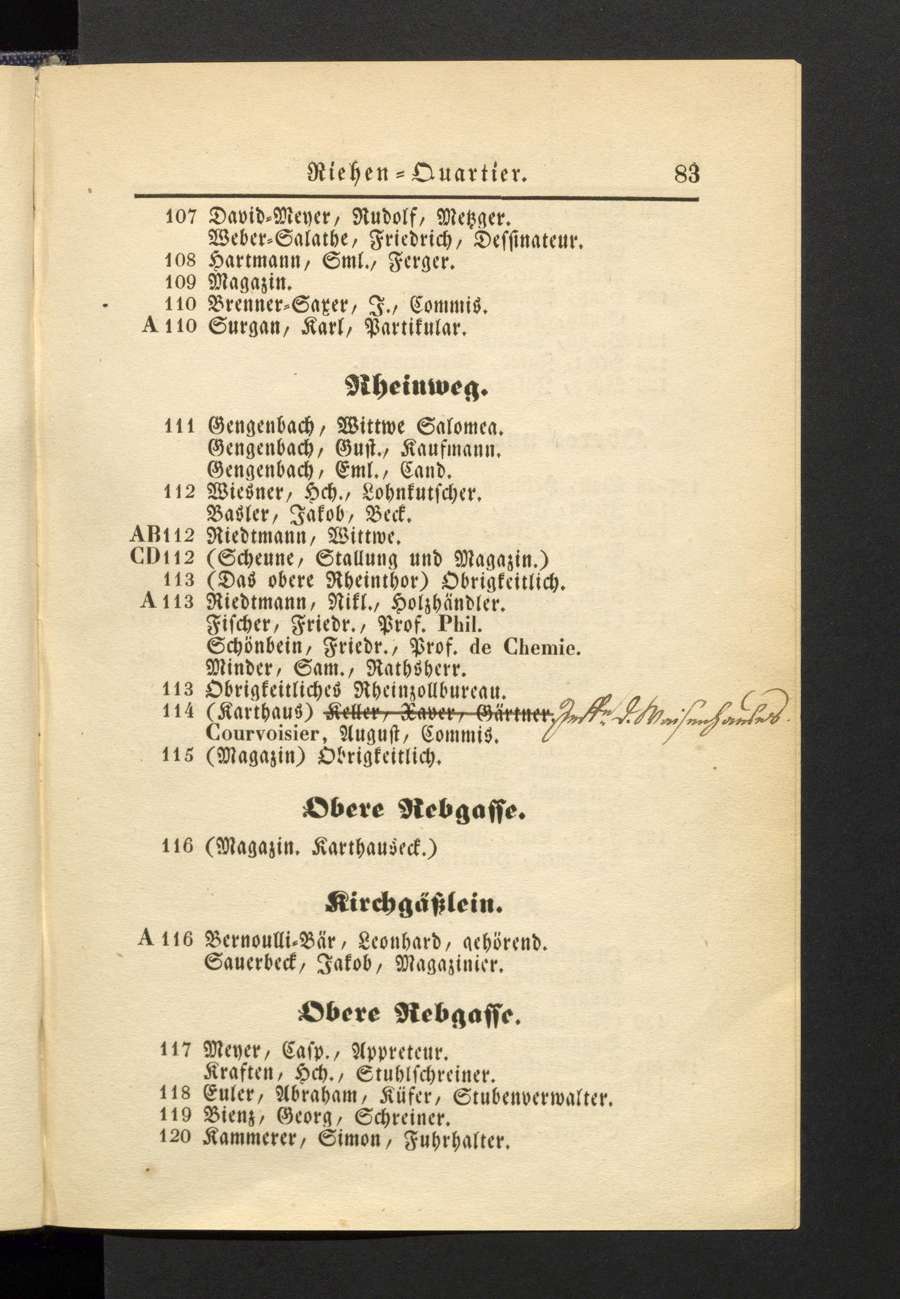 Riehen-Quartier. 83
107 David-Meyer, Rudolf, Metzger.
Weber-Salathe, Friedrich, Dessinateur.
108 Hartmann, Sml., Ferger.
109 Magazin.
110 Brenner-Saxer, J., Commis.
A 110 Surgan, Karl, Partikular.
Rheinweg.
111 Gengenbach, Wittwe Salomea.
Gengenbach, Gust., Kaufmann.
Gengenbach, Eml., Cand.
112 Wiesner, Hch., Lohnkutscher.
Basler, Jakob, Beck.
AB112 Riedtmann, Wittwe.
CD112 (Scheune, Stallung und Magazin.)
113 (Das obere Rheinthor) Obrigkeitlich.
A 113 Riedtmann, Nikl., Holzhändler.
Fischer, Friedr., Prof. Phil.
Schönbein, Friedr., Prof. de Chemie.
Minder, Sam., Rathsherr.
113 Obrigkeitliches Rheinzollbureau.
114 (Karthaus) Keller, Xaver, Gärtner. d. Waisenhauses.
Courvoisier, August, Commis.
115 (Magazin) Obrigkeitlich.
Obere Rebgasse.
116 (Magazin. Karthauseck.)
Kirchgäßlein.
A 116 Bernoulli-Bär, Leonhard, gehörend.
Sauerbeck, Jakob, Magazinier.
Obere Rebgasse.
117 Meyer, Casp., Appreteur.
Kraften, Hch., Stuhlschreiner.
118 Euler, Abraham, Küfer, Stubenverwalter.
119 Bienz, Georg, Schreiner.
120 Kammerer, Simon, Fuhrhalter.